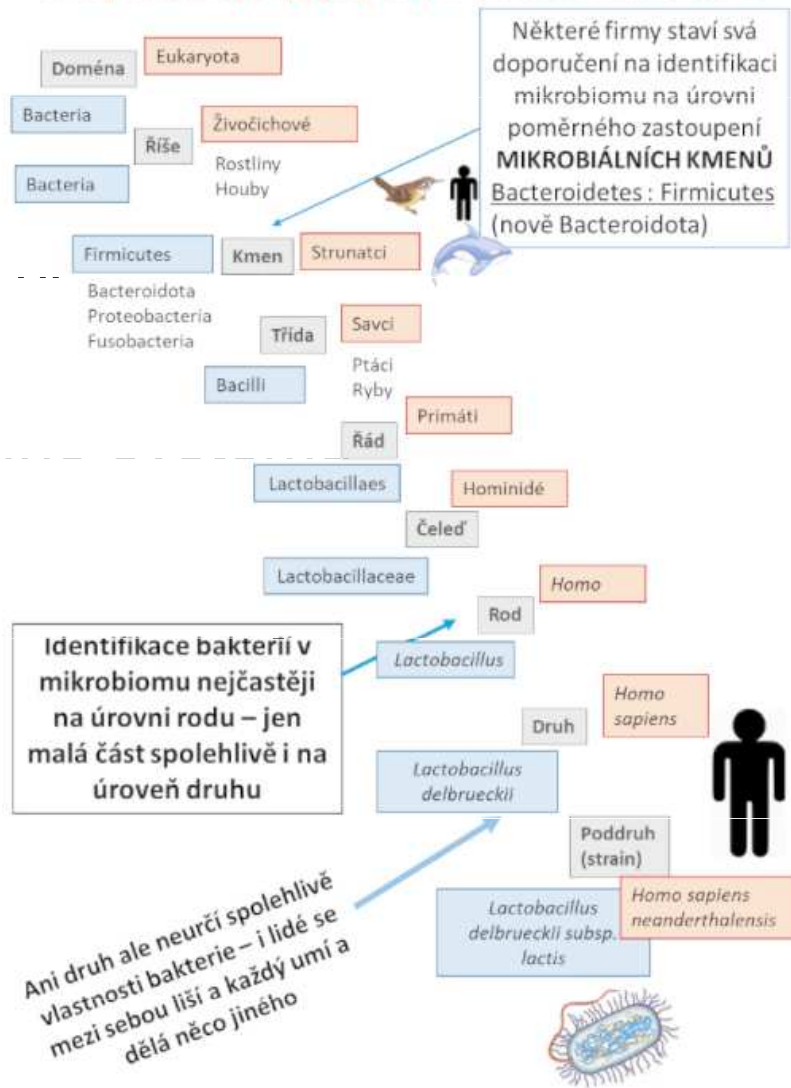 Některé firmy staví svá
doporučení na identifikaci
mikrobiomu na úrovni
poměrného zastoupení
MIKROBIÁLNÍCH KMENŮ
Bacteroidetes : Firmicutes
(nově Bacteroidota)
Doména
Eukaryota
Bacteria
Říše
Živočichové
Rostliny
Houby
Bacteria
Firmicutes
Kmen
Strunatci
Bacteroidota
Proteobacteria
Fusobacteria
Třída
Savci
Ptáci
Ryby
Bacilli
Primáti
Řád
Lactobacillaes
Hominidé
Čeleď
Lactobacillaceae
Homo
Rod
Lactobacillus
Identifikace bakterií v
mikrobiomu nejčastěji
na úrovni rodu – jen
malá část spolehlivě i na
úroveň druhu
Homo
sapiens
Druh
Lactobacillus
delbrueckii
Poddruh
(strain)
Homo sapiens
neanderthalensis
Lactobacillus
delbrueckii subsp.
lactis
Ani druh ale neurčí spolehlivě
vlastnosti bakterie – i lidé se
mezi sebou liší a každý umí a
dělá něco jiného